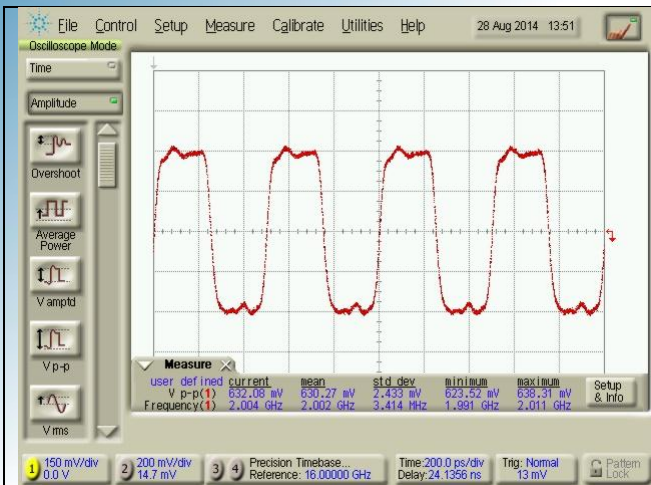 File Control Setup Measure Calibrate Utilities Help 28 Aug 2014 13:51
Oscilloscope Mode
Time
Amplitude
Overshoot
Average
Power
V amptd
V p-p
V rms
Measure
user defined current mean std dev minimum maximum
V p-p(1) 632.08 mV 630.27 mV 2.433 mV 623.52 mV 638.31 mV
Frequency(1) 2.004 GHz 2.002 GHz 3.414 MHz 1.991 GHz 2.011 GHz
Setup
& Info
1 150 mV/div
0.0 V
2 200 mV/div
14.7 mV
3 4 Precision Timebase...
Reference: 16.00000 GHz
Time:200.0 ps/div
Delay:24.1356 ns
Trig: Normal
13 mV
Pattern
Lock